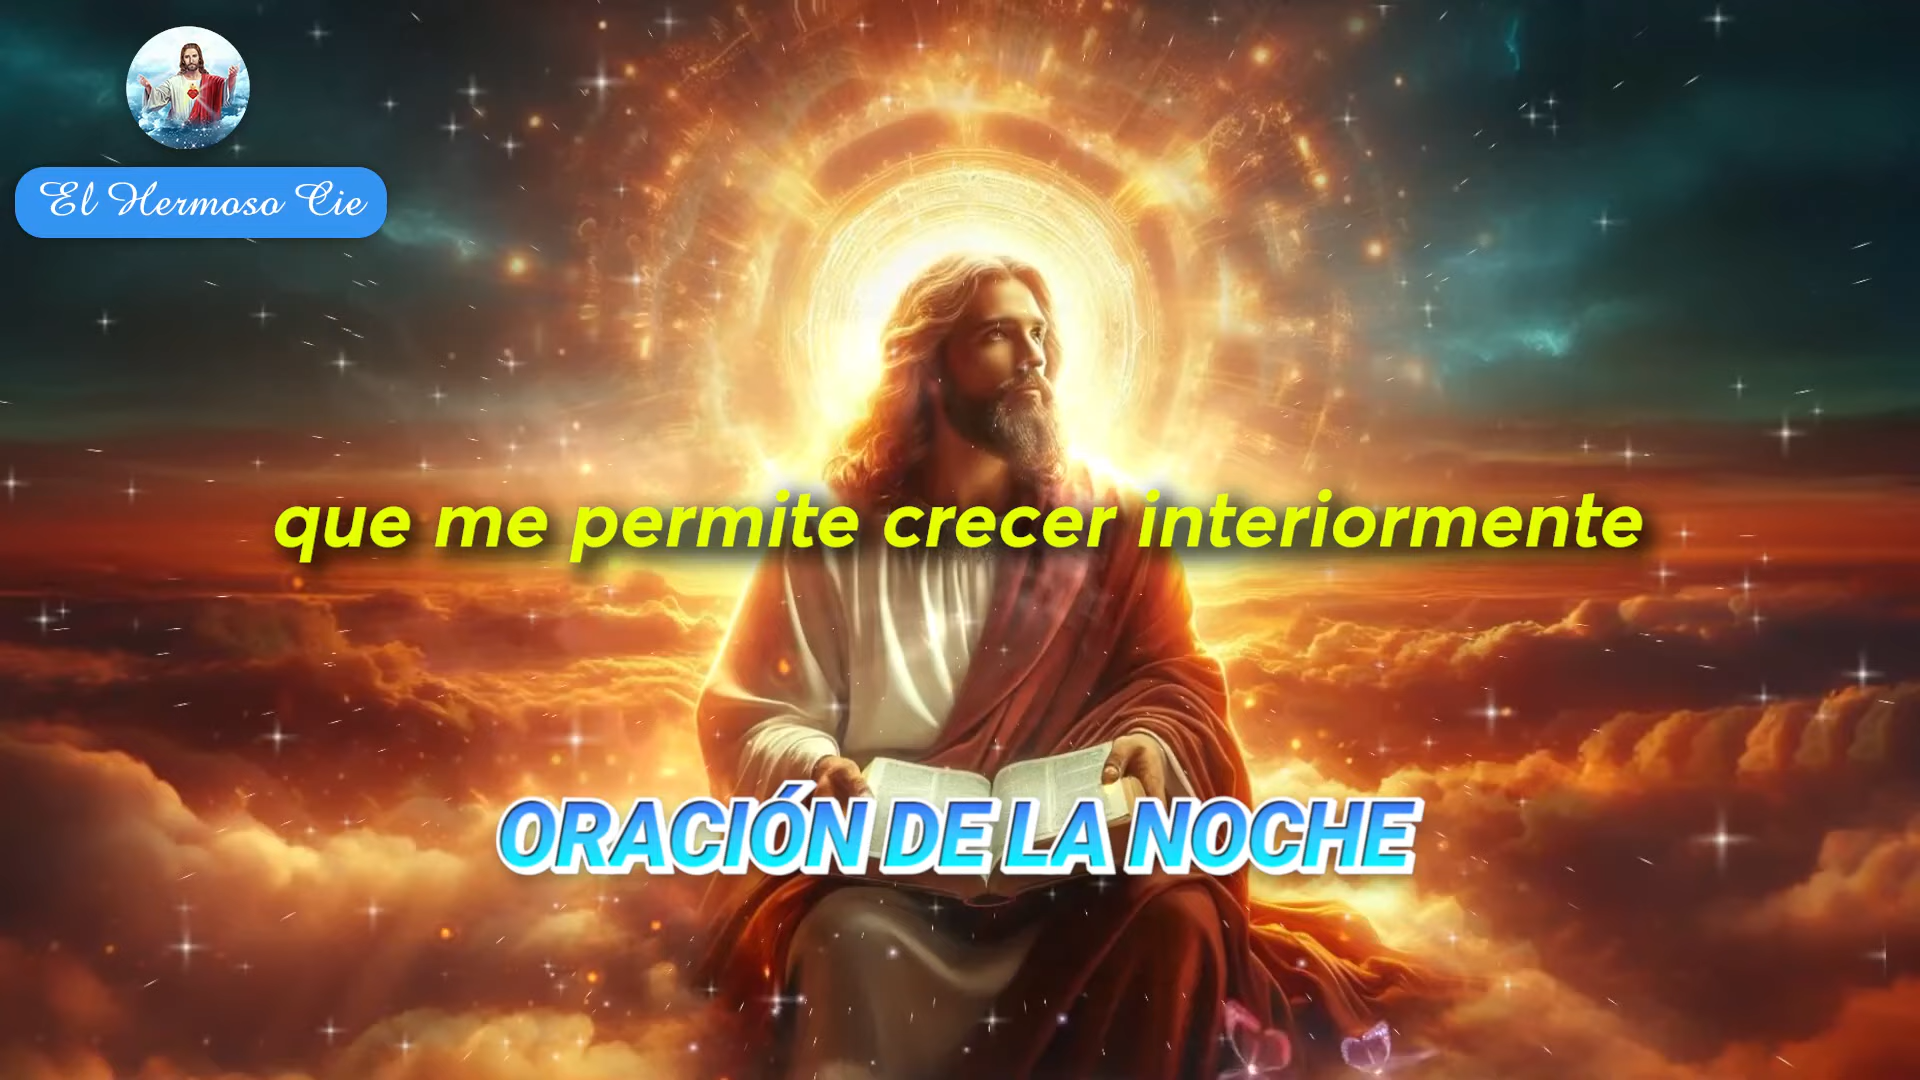 El Hermoso Cie
que me permite crecer interiormente
ORACIÓN DE LA NOCHE